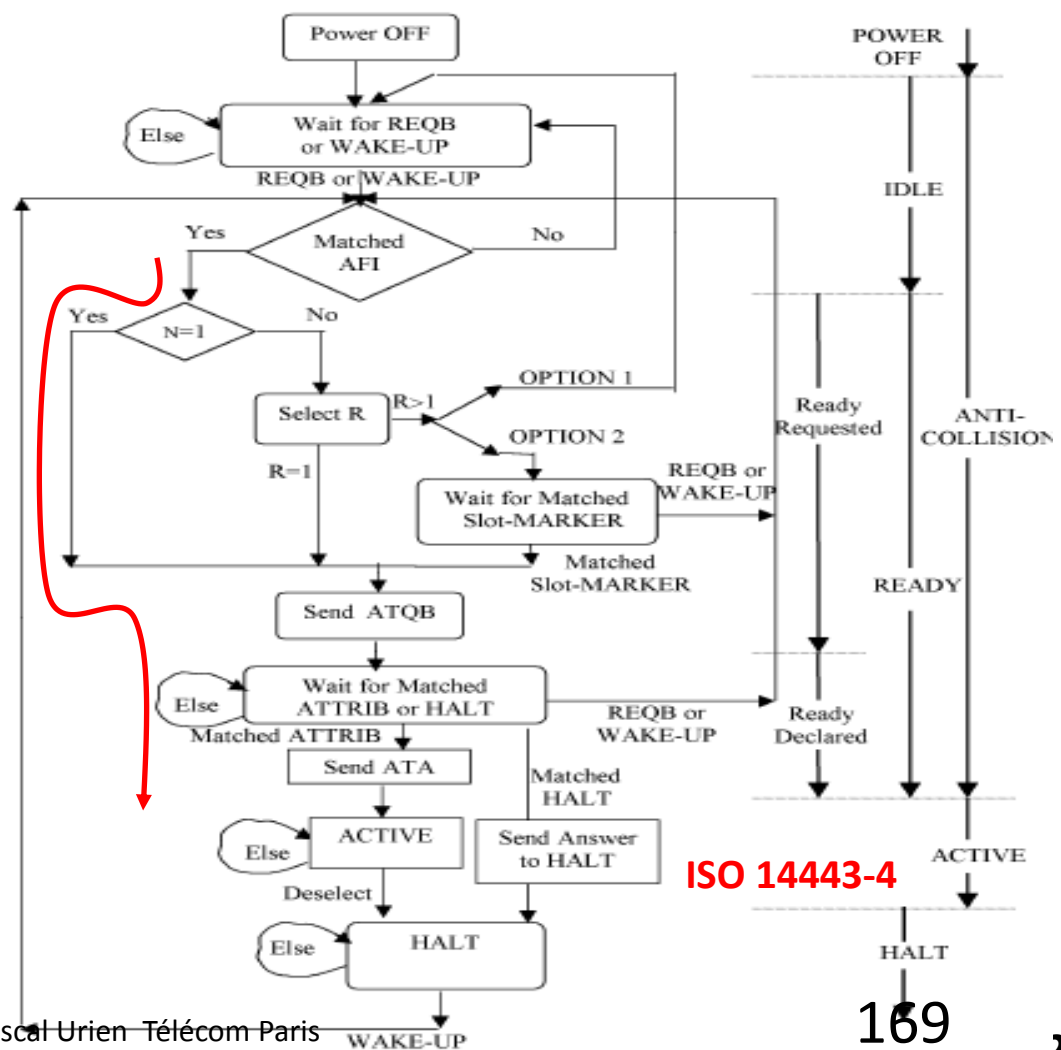 Power OFF
POWER
OFF
Wait for REQB
or WAKE-UP
Else
REQB or WAKE-UP
IDLE
Yes
Matched
AFI
No
Yes
N=1
No
OPTION 1
Select R
R>1
Ready
Requested
ANTI-
COLLISION
OPTION 2
R=1
REQB or
WAKE-UP
Wait for Matched
Slot-MARKER
Matched
Slot-MARKER
READY
Send ATQB
Wait for Matched
ATTRIB or HALT
Else
REQB or
WAKE-UP
Ready
Declared
Matched ATTRIB
Send ATA
Matched
HALT
ACTIVE
Else
Send Answer
to HALT
ISO 14443-4
ACTIVE
Deselect
HALT
Else
HALT
scal Urien Télécom Paris
WAKE-UP
169